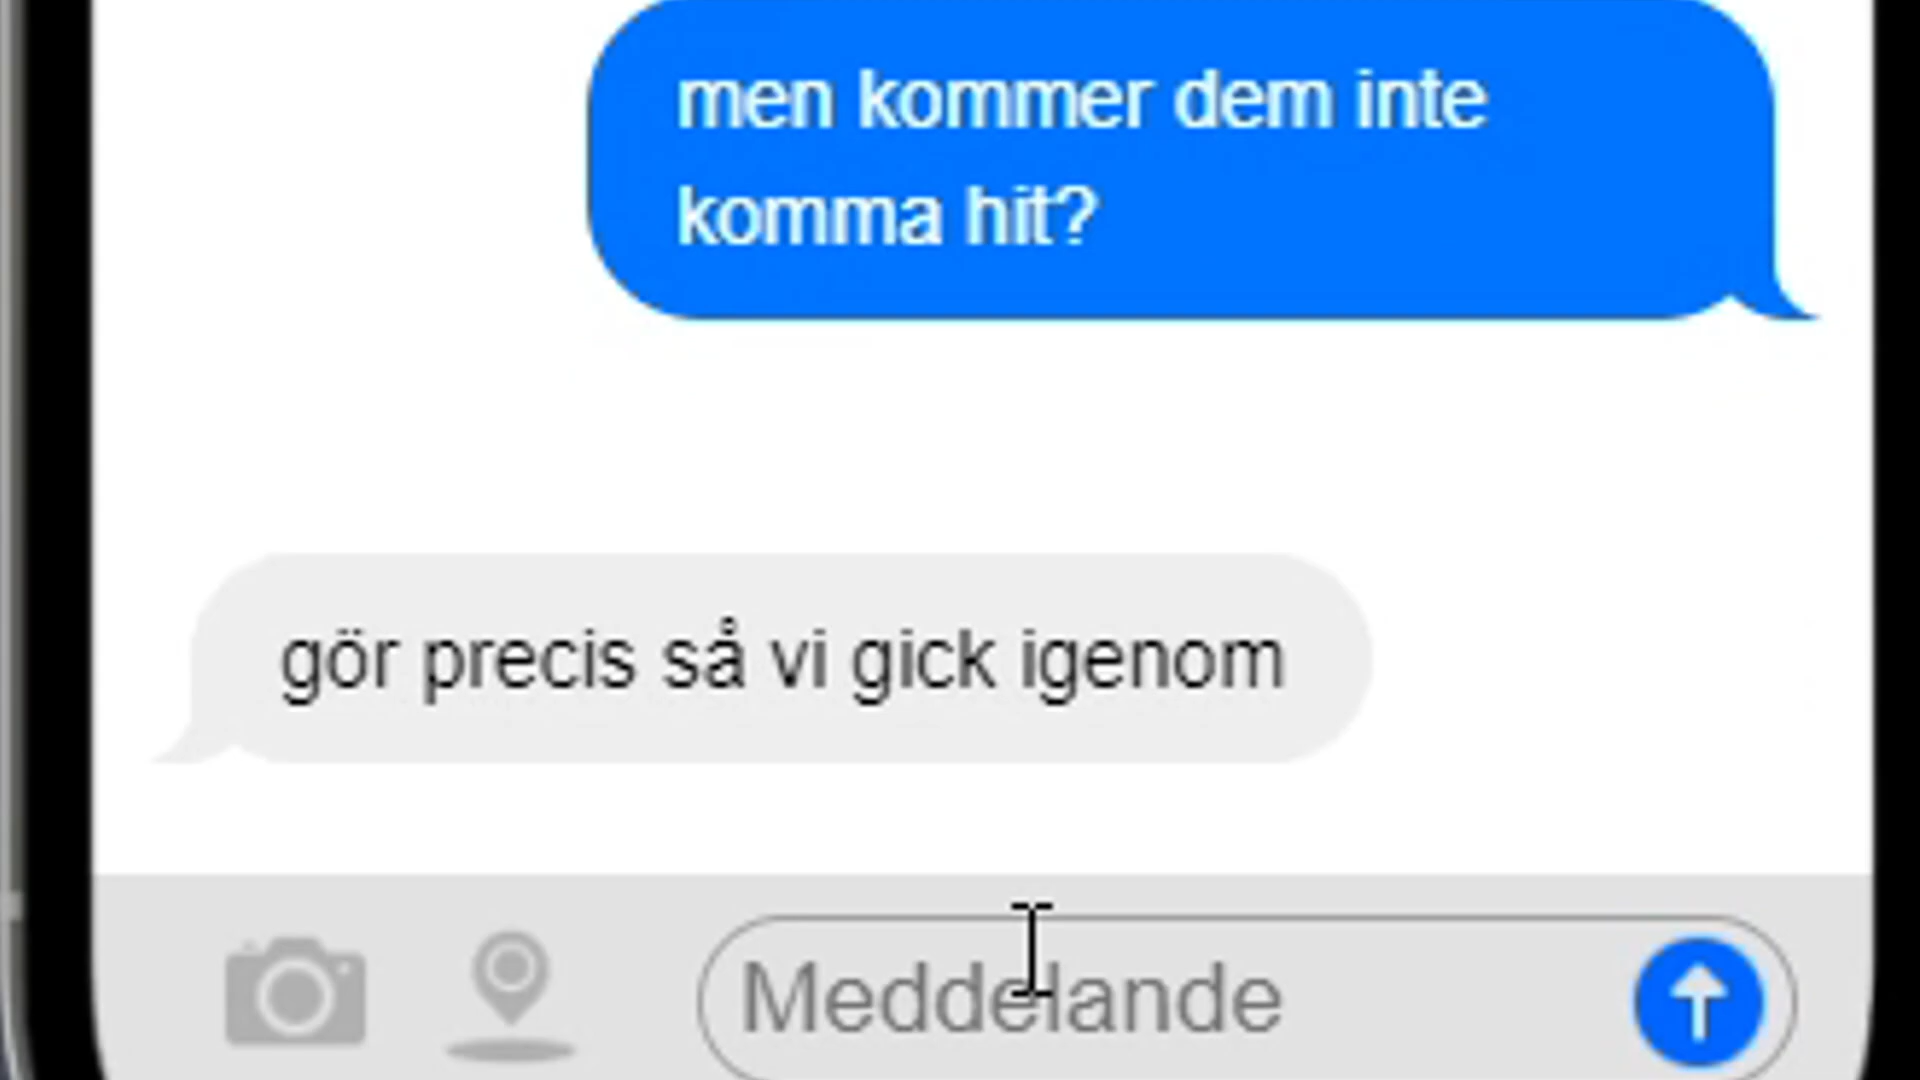 men kommer dem inte
komma hit?
gör precis så vi gick igenom
Meddelande